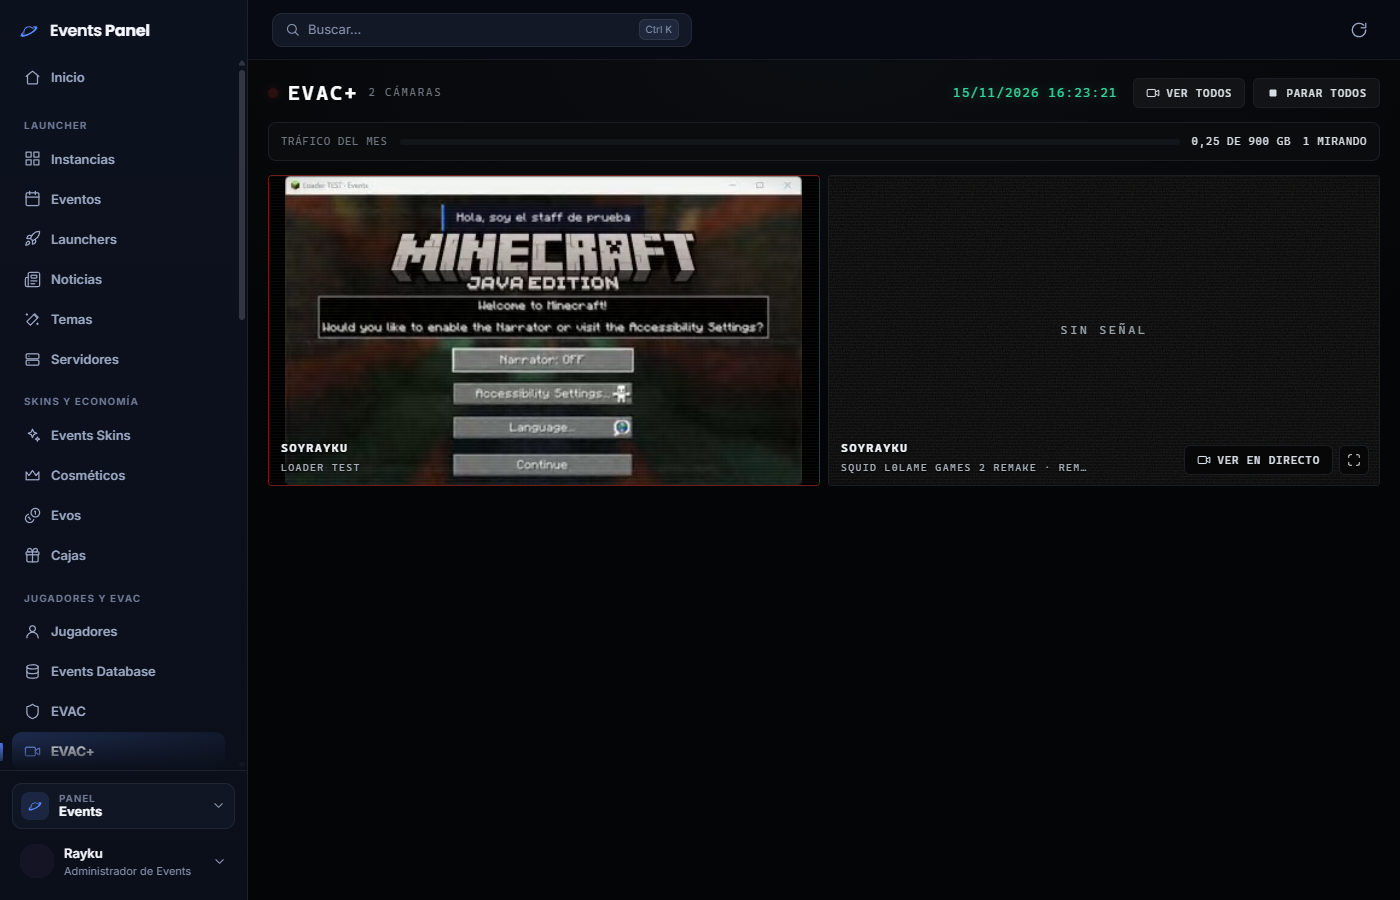 Events Panel
Buscar...
Ctrl K
Inicio
LAUNCHER
Instancias
Eventos
Launchers
Noticias
Temas
Servidores
SKINS Y ECONOMÍA
Events Skins
Cosméticos
Evos
Cajas
JUGADORES Y EVAC
Jugadores
Events Database
EVAC
EVAC+
PANEL
Events
Rayku
Administrador de Events
EVAC+ 2 CÁMARAS
15/11/2026 16:23:21
VER TODOS
PARAR TODOS
TRÁFICO DEL MES
0,25 DE 900 GB 1 MIRANDO
Loader TEST - Events
Hola, soy el staff de prueba
MINECRAFT
JAVA EDITION
Welcome to Minecraft!
Would you like to enable the Narrator or visit the Accessibility Settings?
Narrator: OFF
Accessibility Settings...
Language...
Continue
SOYRAYKU
LOADER TEST
SIN SEÑAL
SOYRAYKU
SQUID L0LAME GAMES 2 REMAKE · REM…
VER EN DIRECTO